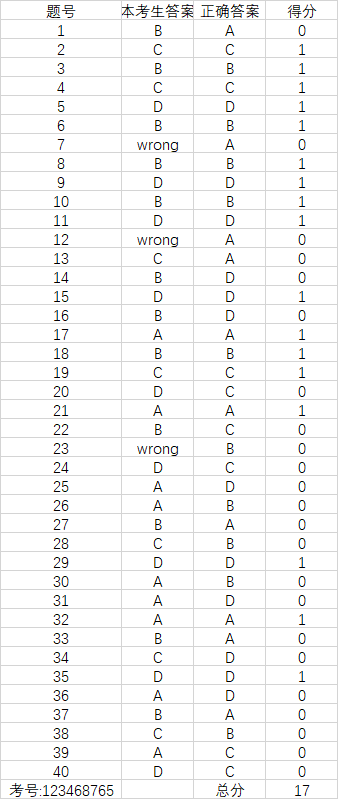 题号 本考生答案 正确答案 得分
1 B A 0
2 C C 1
3 B B 1
4 C C 1
5 D D 1
6 B B 1
7 wrong A 0
8 B B 1
9 D D 1
10 B B 1
11 D D 1
12 wrong A 0
13 C A 0
14 B D 0
15 D D 1
16 B D 0
17 A A 1
18 B B 1
19 C C 1
20 D C 0
21 A A 1
22 B C 0
23 wrong B 0
24 D C 0
25 A D 0
26 A B 0
27 B A 0
28 C B 0
29 D D 1
30 A B 0
31 A D 0
32 A A 1
33 B A 0
34 C D 0
35 D D 1
36 A D 0
37 B A 0
38 C B 0
39 A C 0
40 D C 0
考号:123468765 总分 17